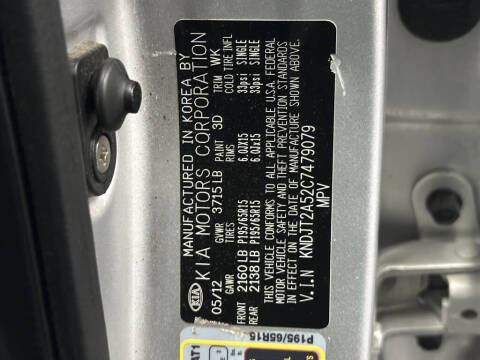 MANUFACTURED IN KOREA BY
KIA KIA MOTORS CORPORATION
05/12 GVWR 3715 LB PAINT 3D TRIM WK
GAWR TIRES RIMS COLD TIRE INFL
FRONT 2160 LB P195/65R15 6.0JX15 33psi SINGLE
REAR 2138 LB P195/65R15 6.0JX15 33psi SINGLE
THIS VEHICLE CONFORMS TO ALL APPLICABLE U.S.A. FEDERAL
MOTOR VEHICLE SAFETY AND THEFT PREVENTION STANDARDS
IN EFFECT ON THE DATE OF MANUFACTURE SHOWN ABOVE.
V.I.N KNDJT2A52C7479079
MPV
P195/65R15